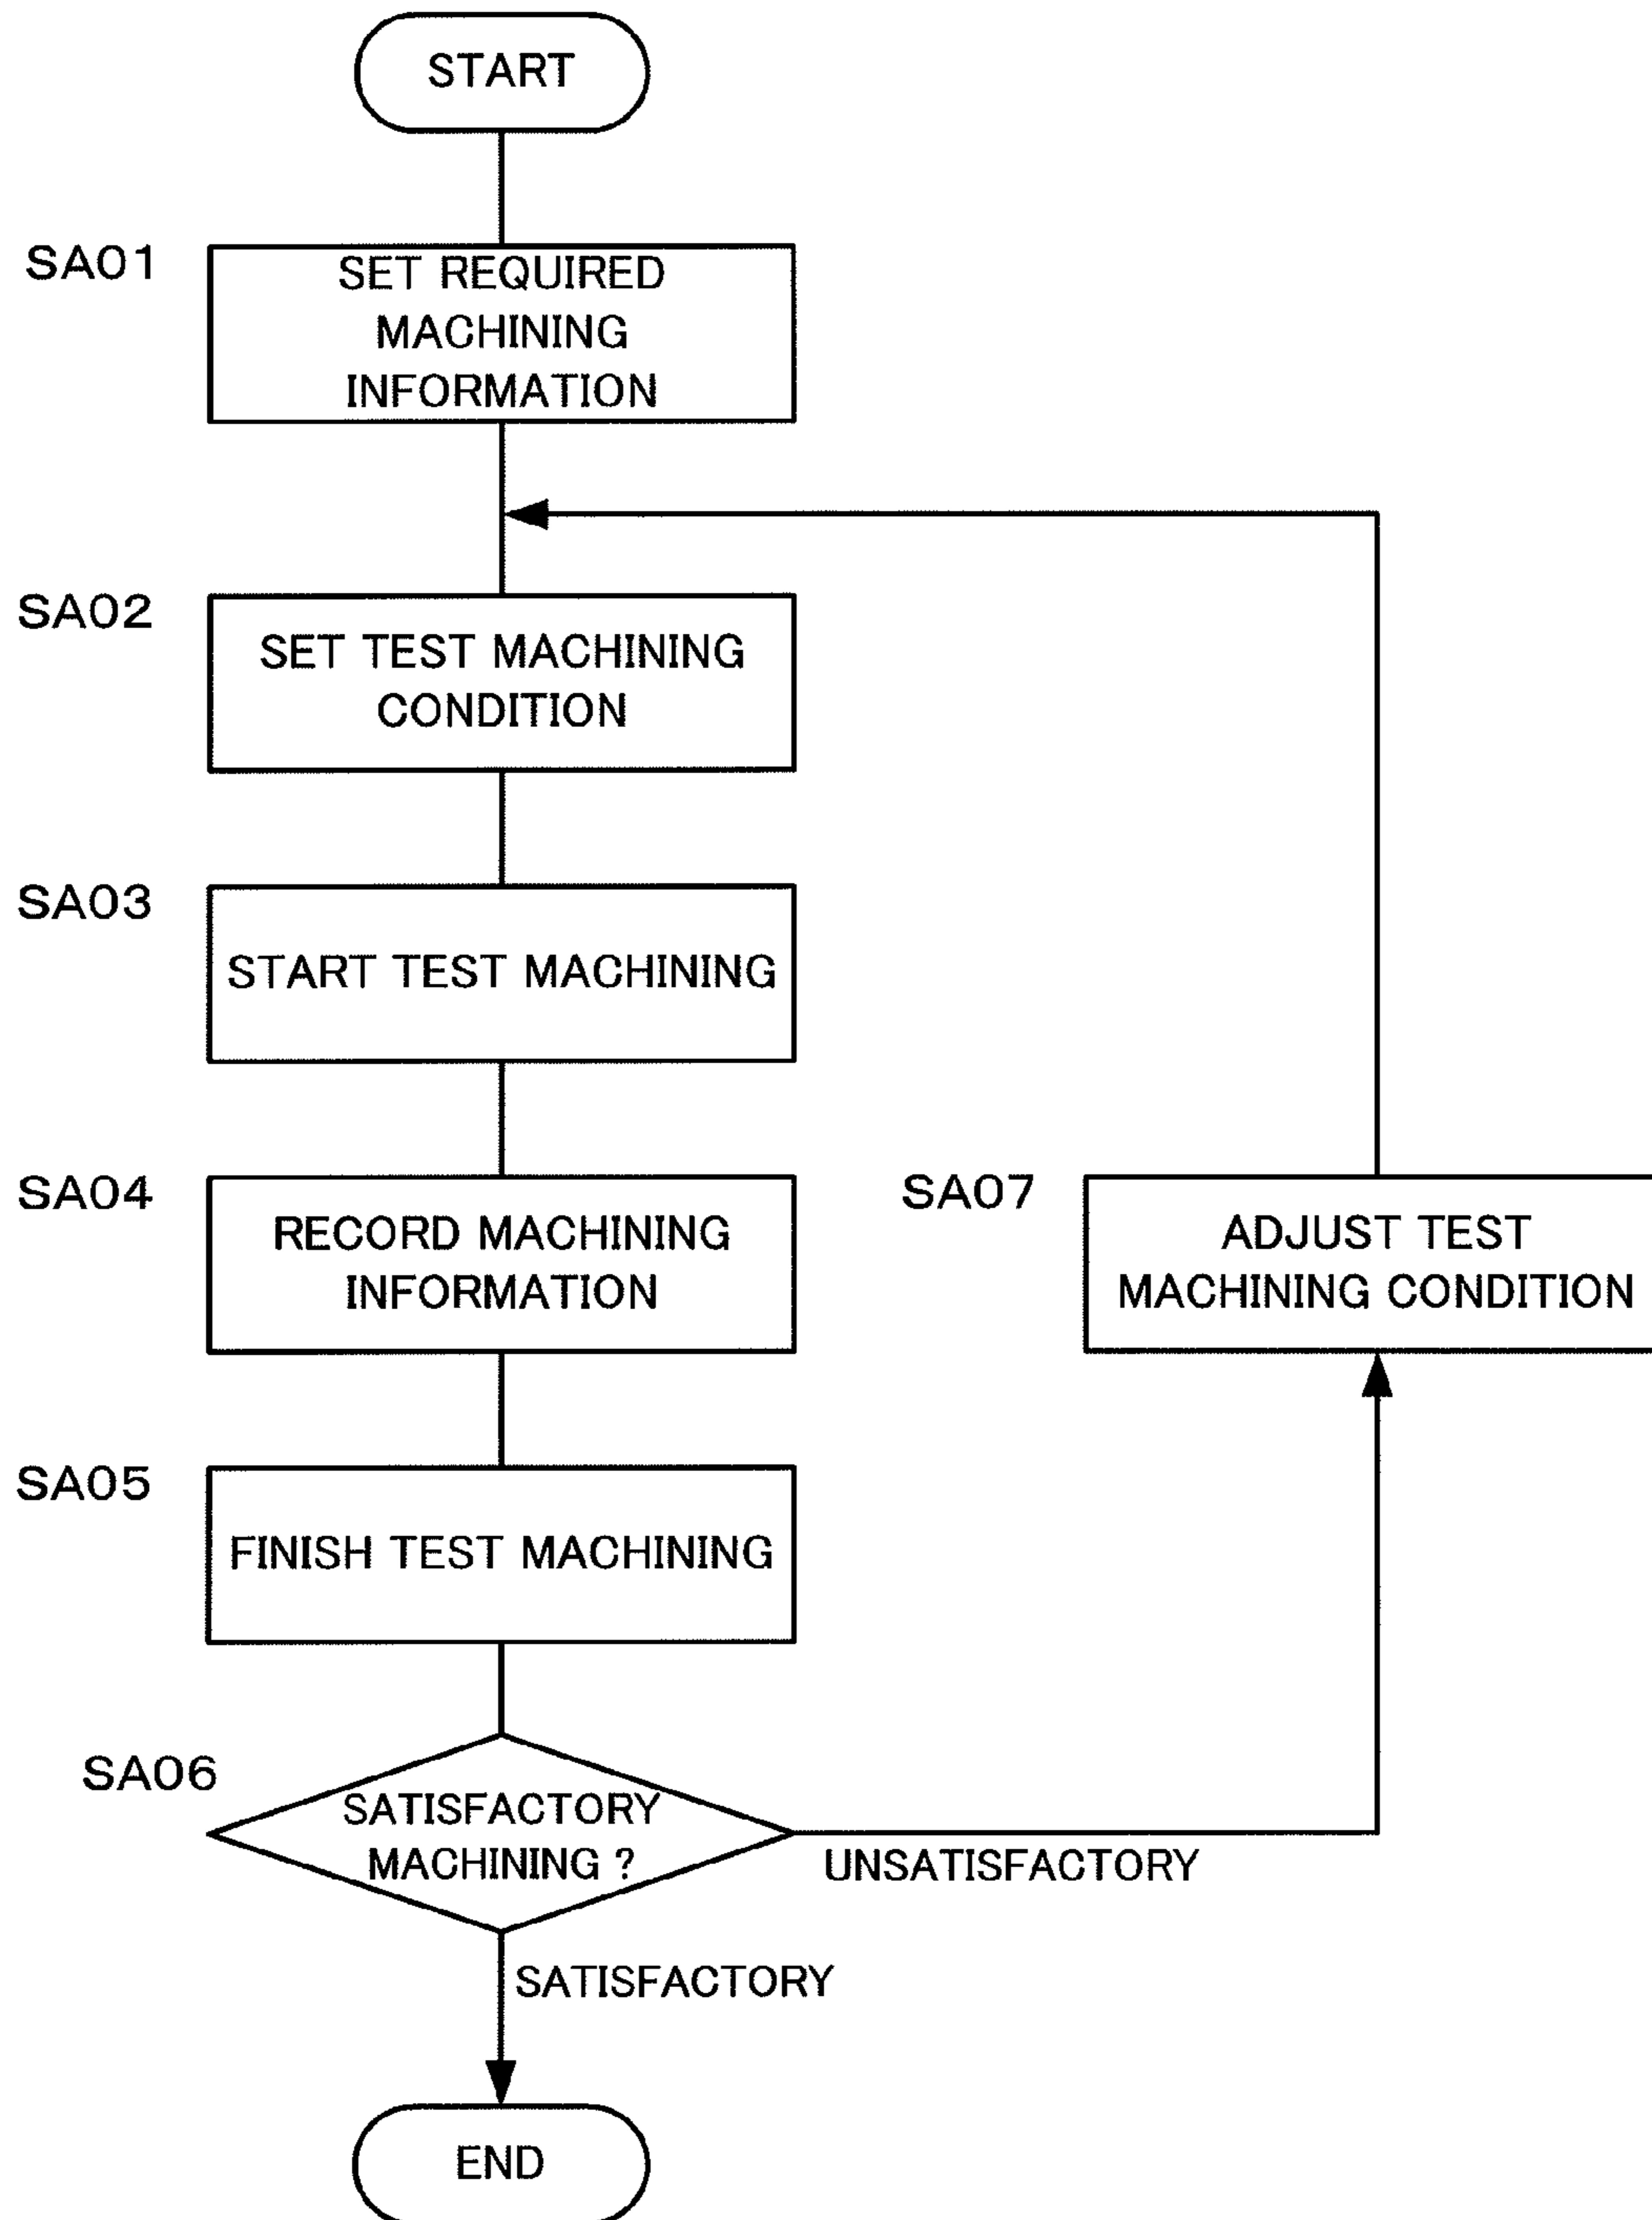 START
SA01
SET REQUIRED
MACHINING
INFORMATION
SA02
SET TEST MACHINING
CONDITION
SA03
START TEST MACHINING
SA04
RECORD MACHINING
INFORMATION
SA07
ADJUST TEST
MACHINING CONDITION
SA05
FINISH TEST MACHINING
SA06
SATISFACTORY
MACHINING ?
UNSATISFACTORY
SATISFACTORY
END